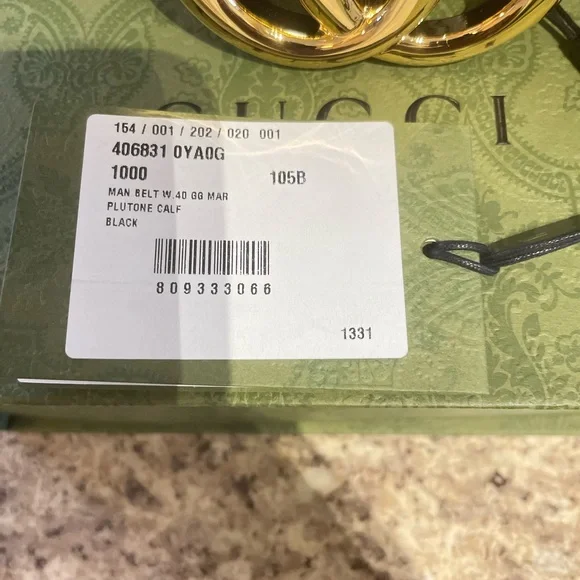 GUCCI
154 / 001 / 202 / 020 001
406831 0YA0G
1000 105B
MAN BELT W.40 GG MAR
PLUTONE CALF
BLACK
809333066
1331